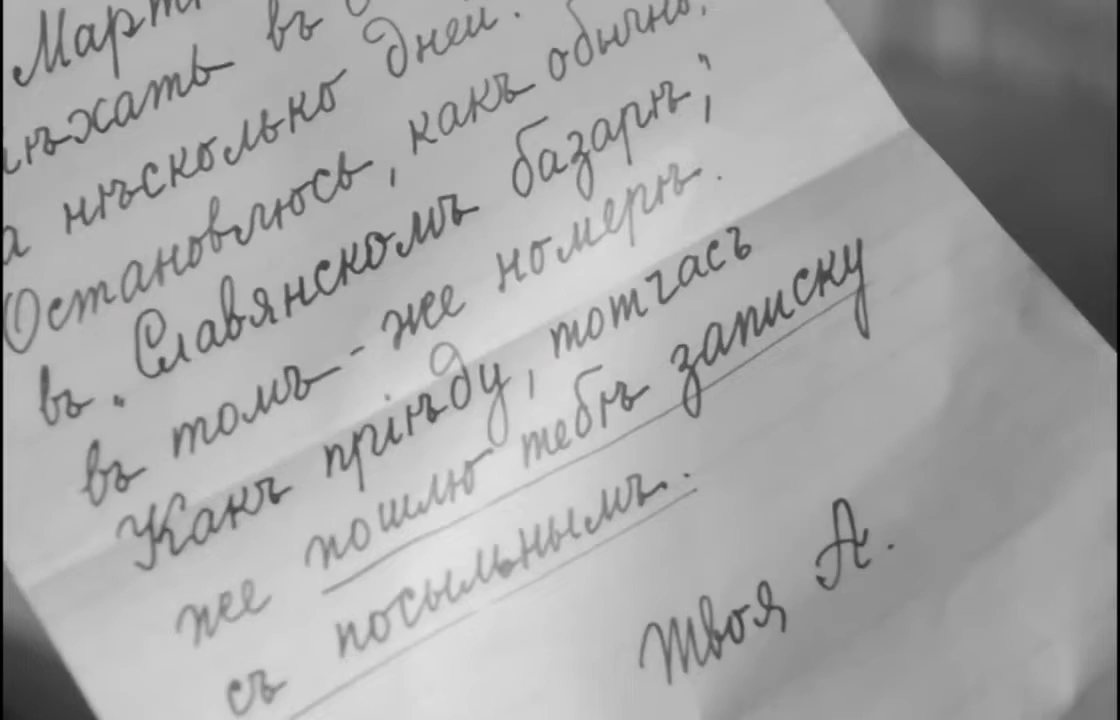 Март
ѣхать въ
нѣсколько дней.
Остановлюсь, какъ обычно,
въ „Славянскомъ базарѣ;
въ томъ-же номерѣ.
Какъ пріѣду, тотчасъ
же пошлю тебѣ записку
съ посыльнымъ.
Твоя А.